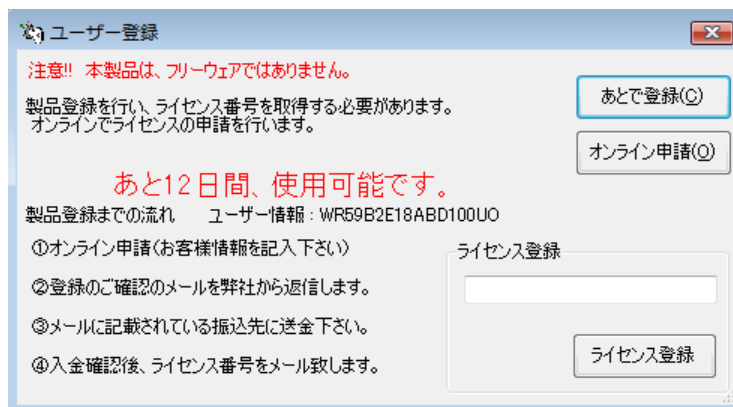 ユーザー登録
注意!! 本製品は、フリーウェアではありません。
あとで登録(C)
製品登録を行い、ライセンス番号を取得する必要があります。
オンラインでライセンスの申請を行います。
オンライン申請(O)
あと12日間、使用可能です。
製品登録までの流れ ユーザー情報:WR59B2E18ABD100UO
①オンライン申請(お客様情報を記入下さい)
ライセンス登録
②登録のご確認のメールを弊社から返信します。
③メールに記載されている振込先に送金下さい。
④入金確認後、ライセンス番号をメール致します。
ライセンス登録